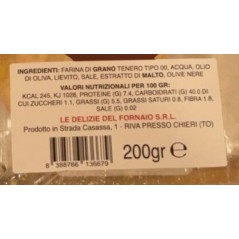 INGREDIENTI: FARINA DI GRANO TENERO TIPO 00, ACQUA, OLIO
DI OLIVA, LIEVITO, SALE, ESTRATTO DI MALTO, OLIVE NERE
VALORI NUTRIZIONALI PER 100 GR:
KCAL 245, KJ 1028, PROTEINE (G) 7.4, CARBOIDRATI (G) 40.0 DI
CUI ZUCCHERI 1.1, GRASSI (G) 5.5, GRASSI SATURI 0.8, FIBRA 1.8,
SALE (G) 0.02
LE DELIZIE DEL FORNAIO S.R.L.
Prodotto in Strada Casassa, 1 - RIVA PRESSO CHIERI (TO)
200gr e
8 388766 136679